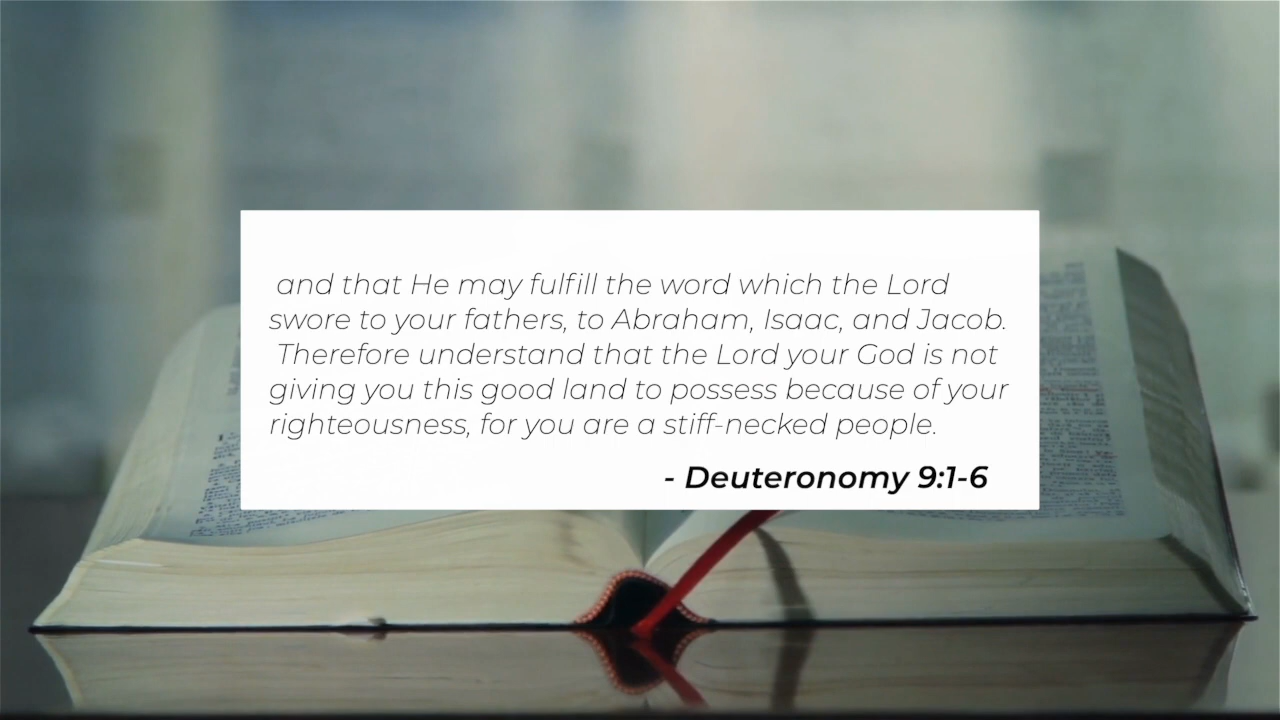 and that He may fulfill the word which the Lord
swore to your fathers, to Abraham, Isaac, and Jacob.
Therefore understand that the Lord your God is not
giving you this good land to possess because of your
righteousness, for you are a stiff-necked people.
- Deuteronomy 9:1-6